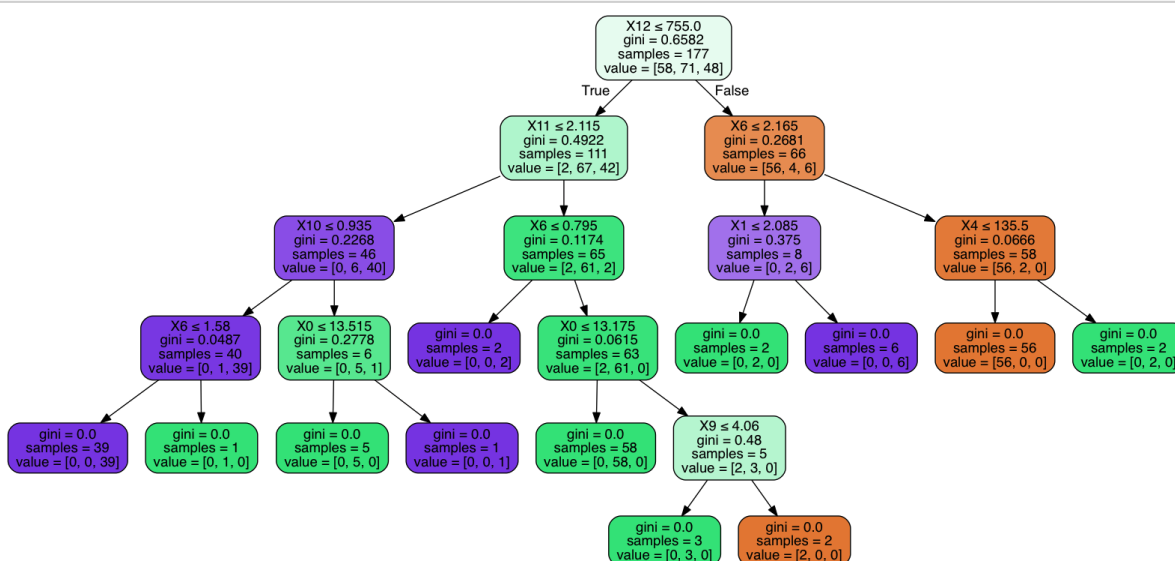 X12 ≤ 755.0
gini = 0.6582
samples = 177
value = [58, 71, 48]
True
False
X11 ≤ 2.115
gini = 0.4922
samples = 111
value = [2, 67, 42]
X6 ≤ 2.165
gini = 0.2681
samples = 66
value = [56, 4, 6]
X10 ≤ 0.935
gini = 0.2268
samples = 46
value = [0, 6, 40]
X6 ≤ 0.795
gini = 0.1174
samples = 65
value = [2, 61, 2]
X1 ≤ 2.085
gini = 0.375
samples = 8
value = [0, 2, 6]
X4 ≤ 135.5
gini = 0.0666
samples = 58
value = [56, 2, 0]
X6 ≤ 1.58
gini = 0.0487
samples = 40
value = [0, 1, 39]
X0 ≤ 13.515
gini = 0.2778
samples = 6
value = [0, 5, 1]
gini = 0.0
samples = 2
value = [0, 0, 2]
X0 ≤ 13.175
gini = 0.0615
samples = 63
value = [2, 61, 0]
gini = 0.0
samples = 2
value = [0, 2, 0]
gini = 0.0
samples = 6
value = [0, 0, 6]
gini = 0.0
samples = 56
value = [56, 0, 0]
gini = 0.0
samples = 2
value = [0, 2, 0]
gini = 0.0
samples = 39
value = [0, 0, 39]
gini = 0.0
samples = 1
value = [0, 1, 0]
gini = 0.0
samples = 5
value = [0, 5, 0]
gini = 0.0
samples = 1
value = [0, 0, 1]
gini = 0.0
samples = 58
value = [0, 58, 0]
X9 ≤ 4.06
gini = 0.48
samples = 5
value = [2, 3, 0]
gini = 0.0
samples = 3
value = [0, 3, 0]
gini = 0.0
samples = 2
value = [2, 0, 0]